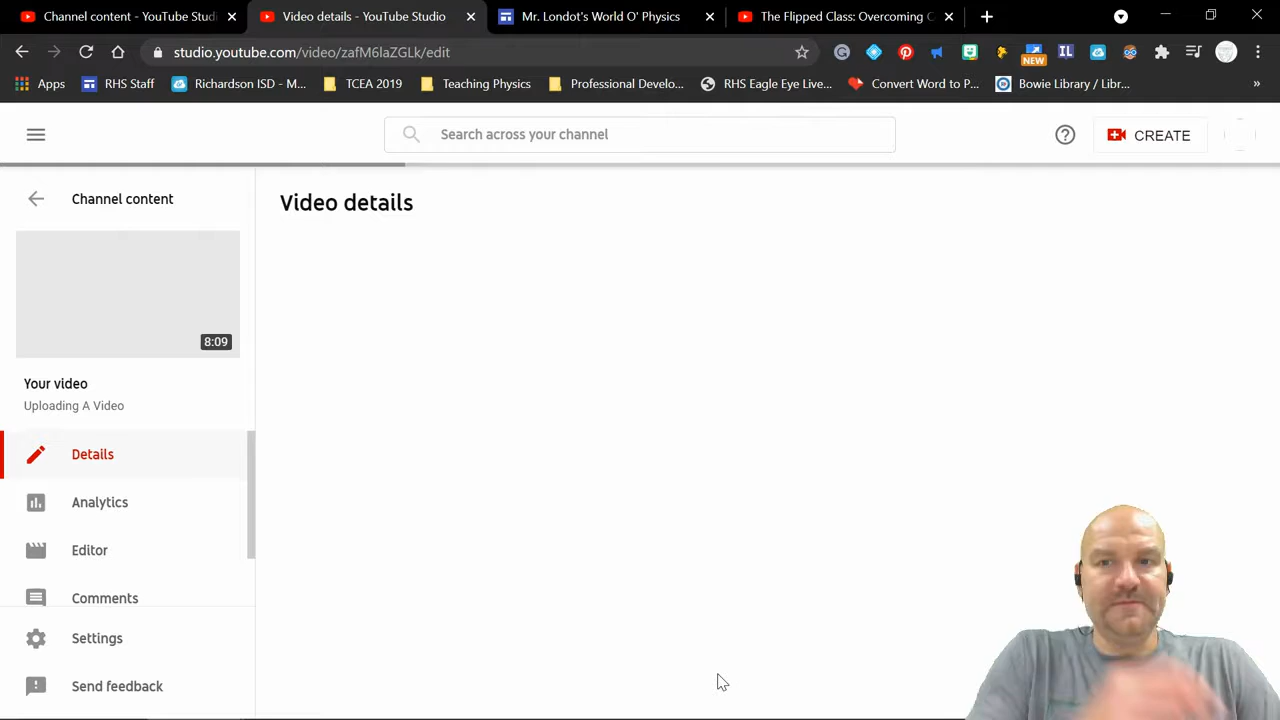 Channel content - YouTube Studi
Video details - YouTube Studio
Mr. Londot's World O' Physics
The Flipped Class: Overcoming C
studio.youtube.com/video/zafM6laZGLk/edit
NEW
IL
Apps
RHS Staff
Richardson ISD - M...
TCEA 2019
Teaching Physics
Professional Develo...
RHS Eagle Eye Live...
Convert Word to P...
Bowie Library / Libr...
Search across your channel
CREATE
Channel content
Video details
8:09
Your video
Uploading A Video
Details
Analytics
Editor
Comments
Settings
Send feedback